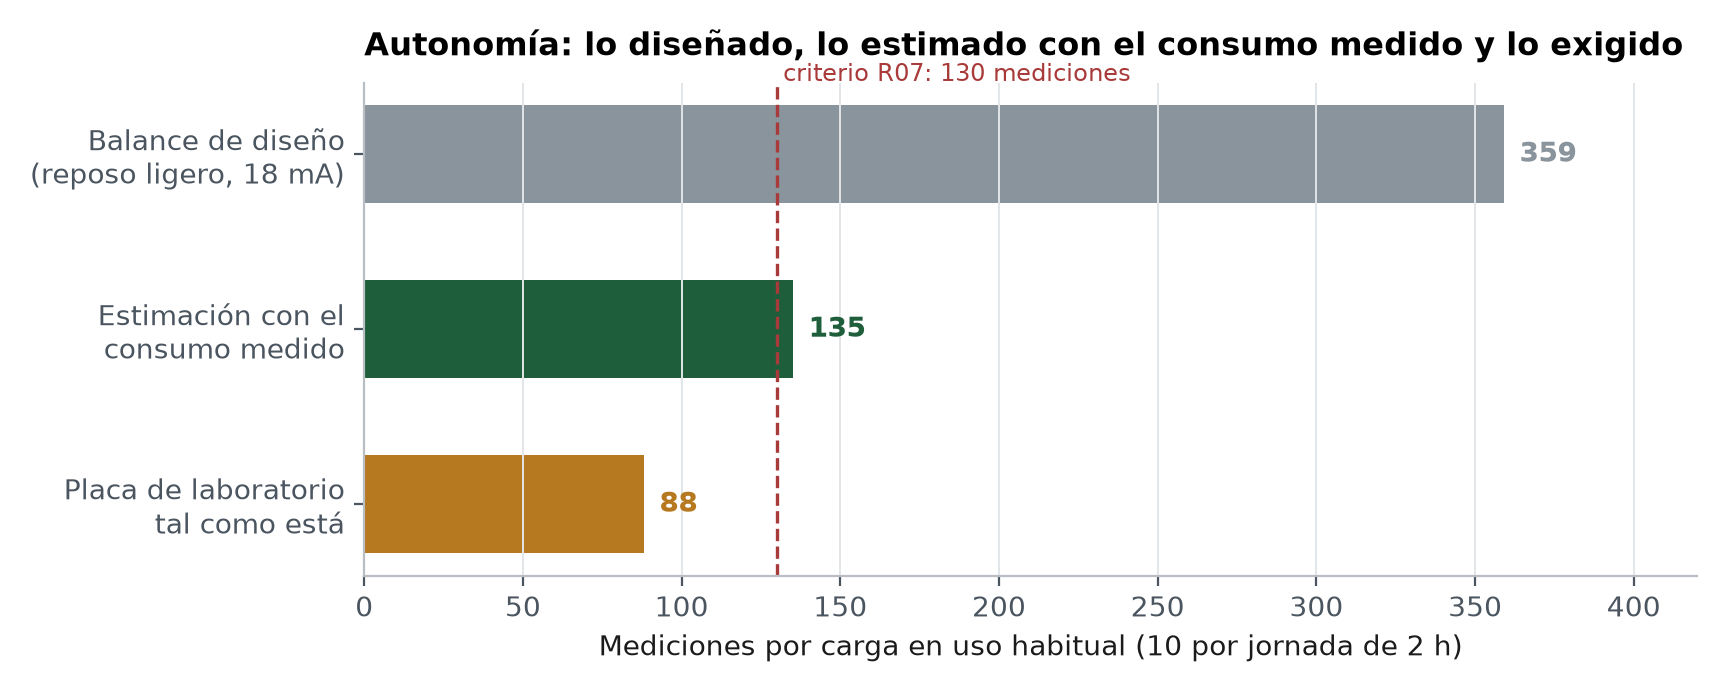 Autonomía: lo diseñado, lo estimado con el consumo medido y lo exigido
criterio R07: 130 mediciones
Balance de diseño
(reposo ligero, 18 mA)
359
Estimación con el
consumo medido
135
Placa de laboratorio
tal como está
88
0 50 100 150 200 250 300 350 400
Mediciones por carga en uso habitual (10 por jornada de 2 h)